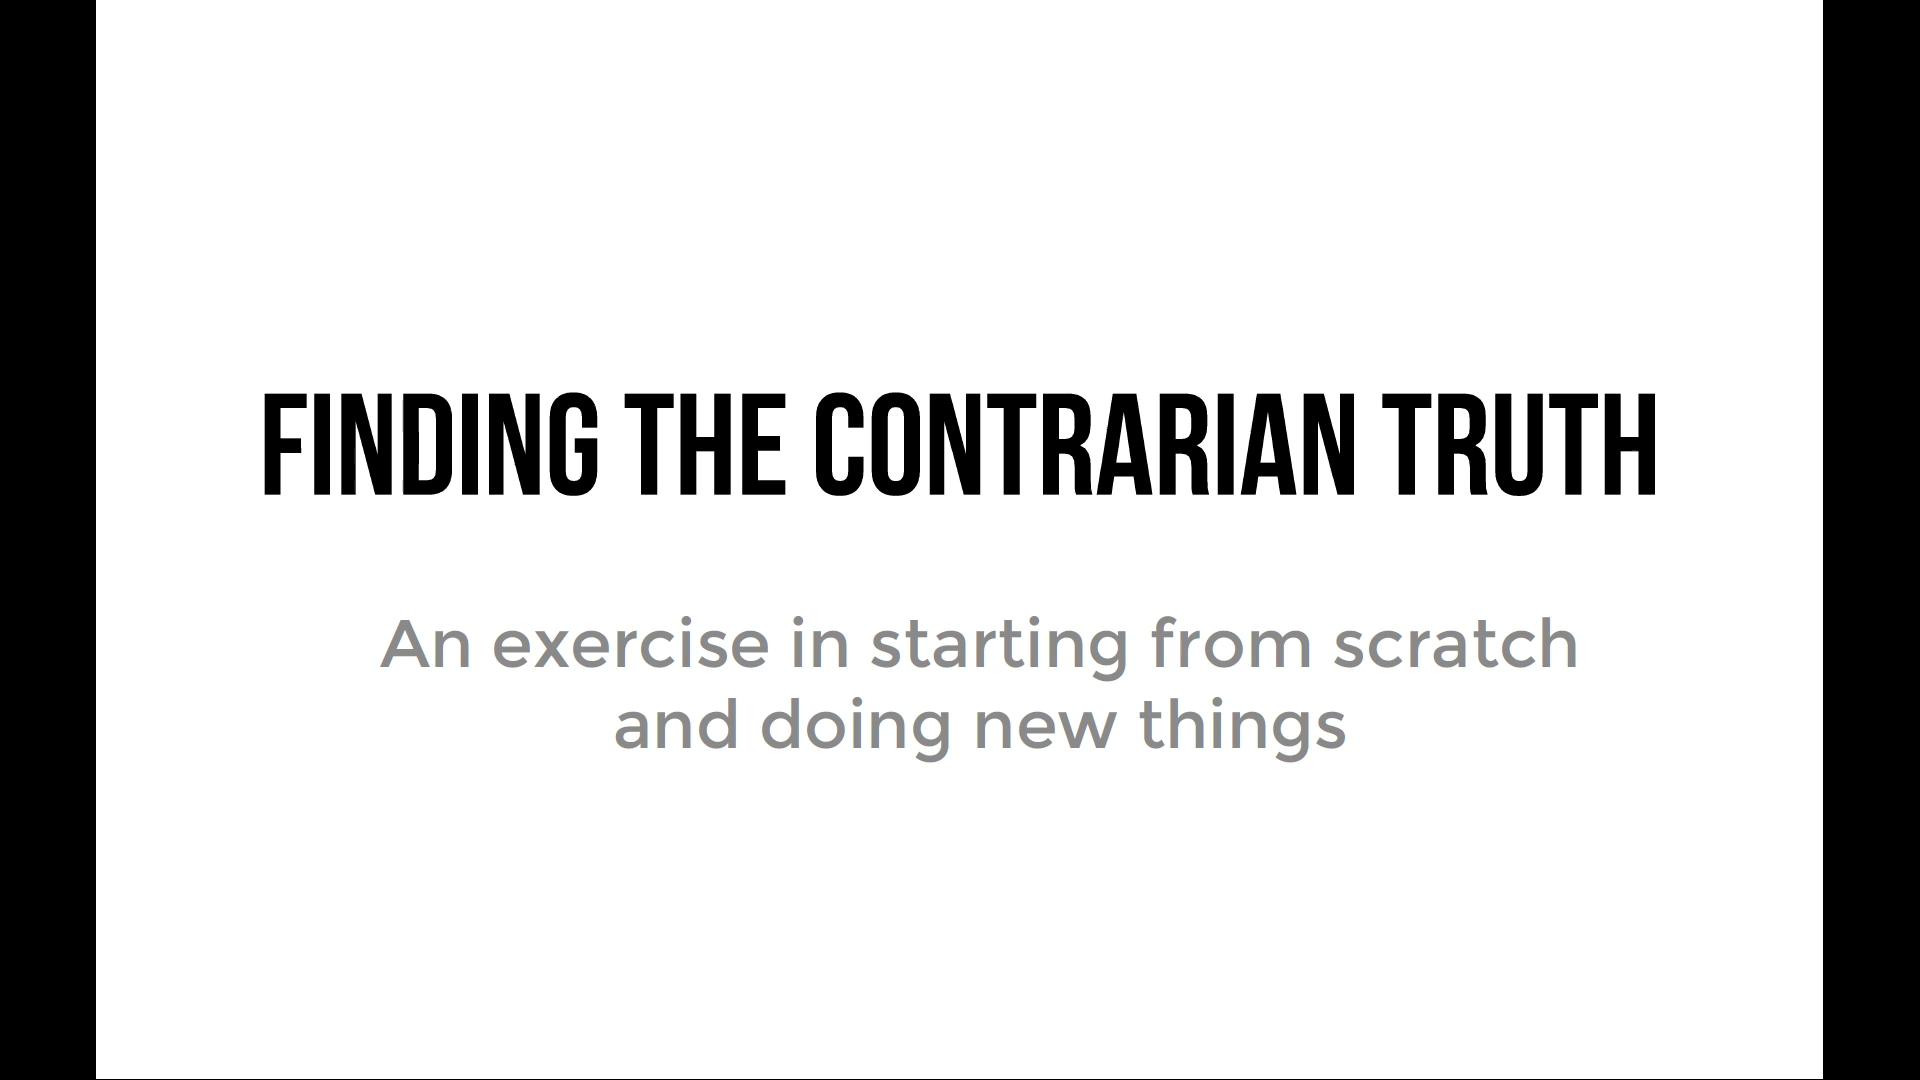 FINDING THE CONTRARIAN TRUTH
An exercise in starting from scratch
and doing new things